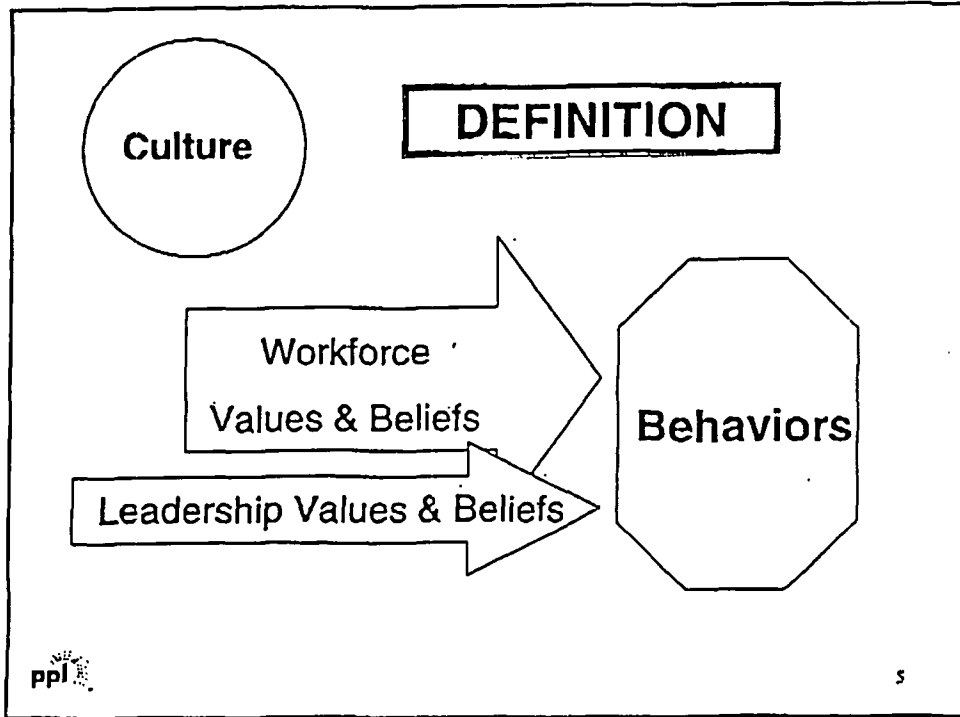 Culture
DEFINITION
Workforce
Values & Beliefs
Leadership Values & Beliefs
Behaviors
ppl
5